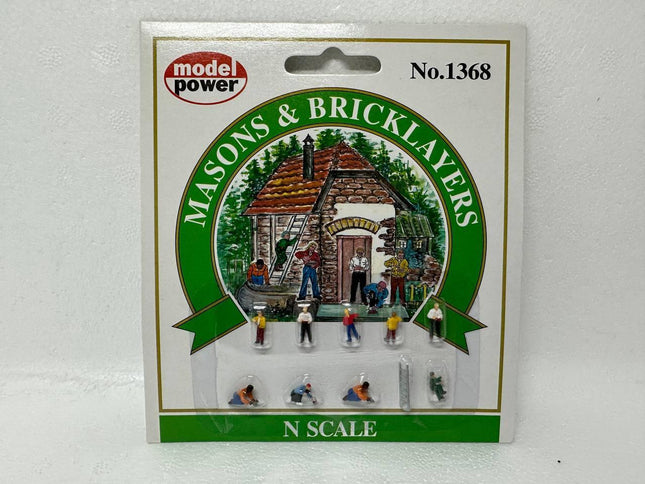 model
power
No.1368
MASONS & BRICKLAYERS
N SCALE